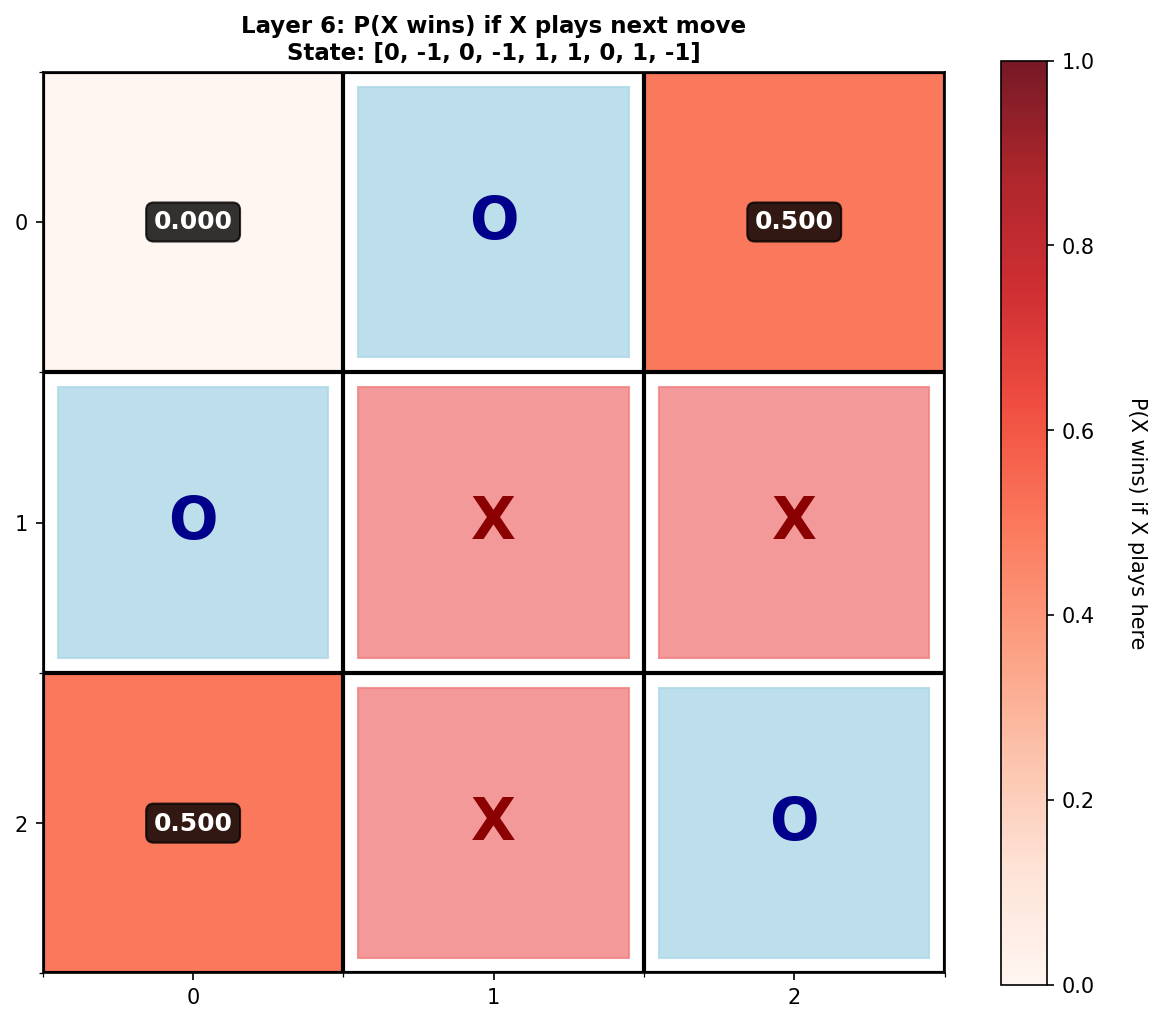 Layer 6: P(X wins) if X plays next move
State: [0, -1, 0, -1, 1, 1, 0, 1, -1]
0
0.000
O
0.500
1
O
X
X
2
0.500
X
O
0
1
2
1.0
0.8
0.6
0.4
0.2
0.0
P(X wins) if X plays here